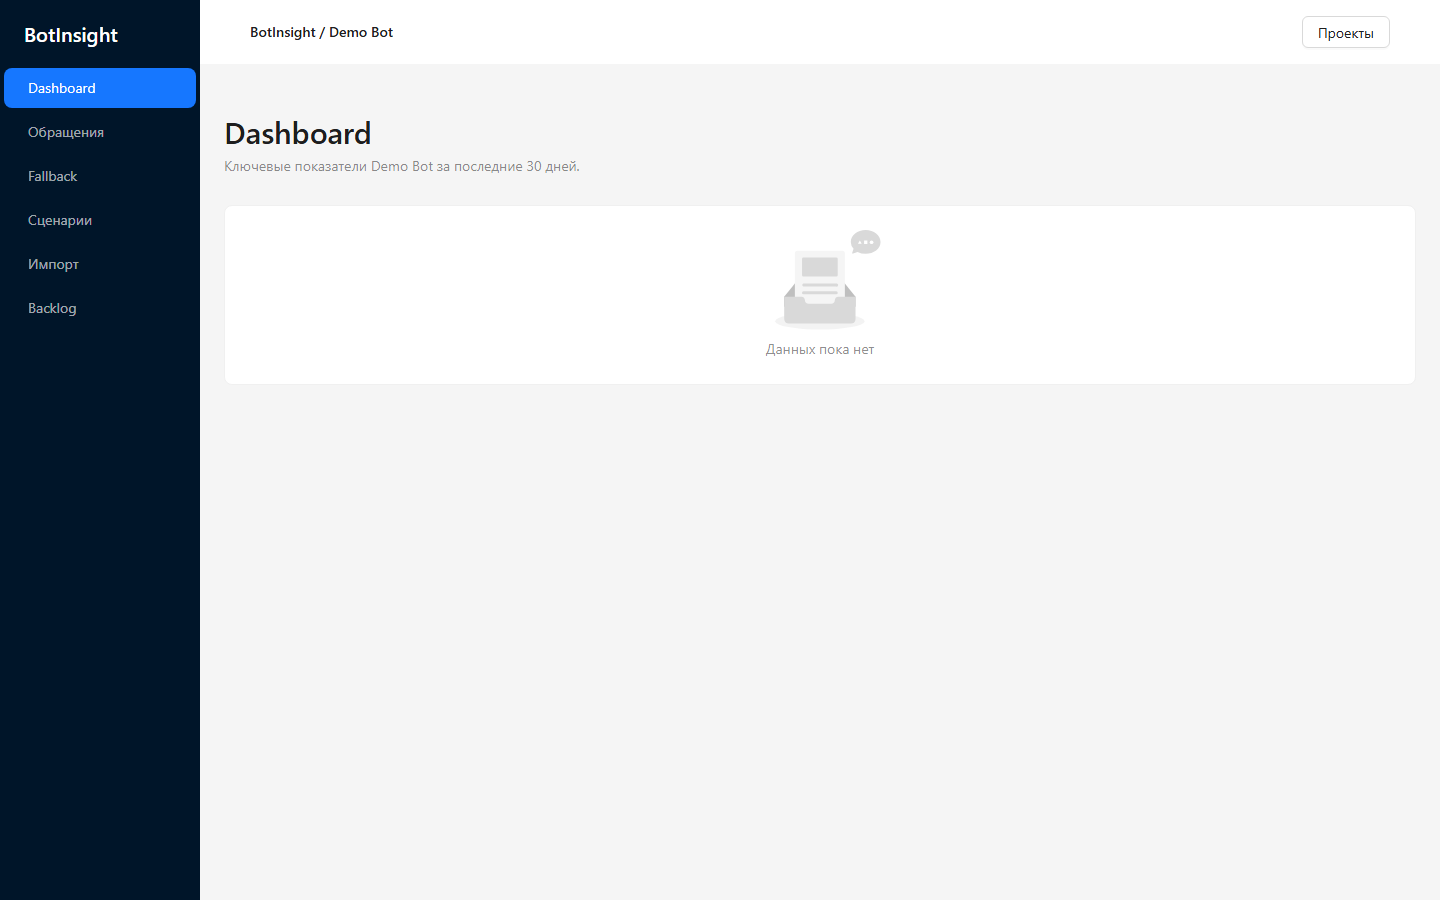 BotInsight
Dashboard
Обращения
Fallback
Сценарии
Импорт
Backlog
BotInsight / Demo Bot
Проекты
Dashboard
Ключевые показатели Demo Bot за последние 30 дней.
Данных пока нет